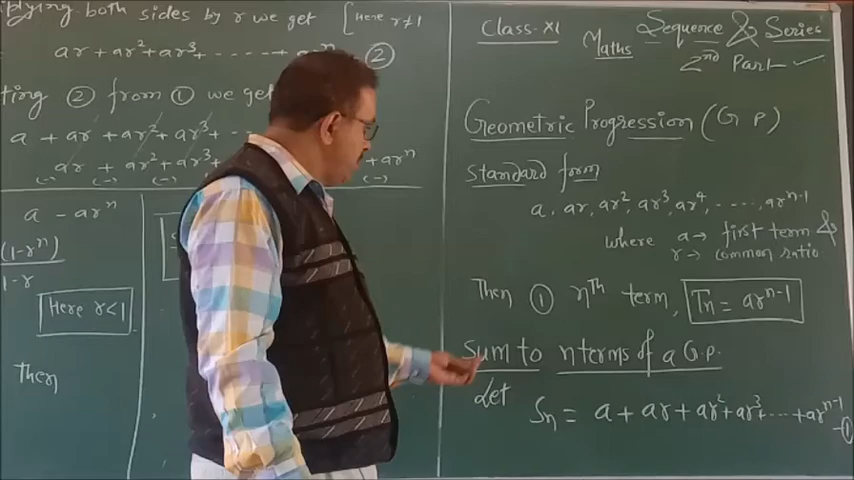 plying both sides by r we get [Here r≠1
ar + ar² + ar³ + ------ + ar ②
ting ② from ① we get
a + ar + ar² + ar³ + --
ar + ar² + ar³ + arⁿ
(-) (-) (-) (-) (-)
a - arⁿ
(1-rⁿ)
1-r
Here r<1
Then
Class-XI Maths Sequence & Series
2nd Part
Geometric Progression (G P)
Standard form
a, ar, ar², ar³, ar⁴, ------, arⁿ⁻¹
where a → first term &
r → common ratio
Then ① nth term, Tn = arⁿ⁻¹
Sum to n terms of a G.P.
Let Sn = a + ar + ar² + ar³ + ---- + arⁿ⁻¹ -①